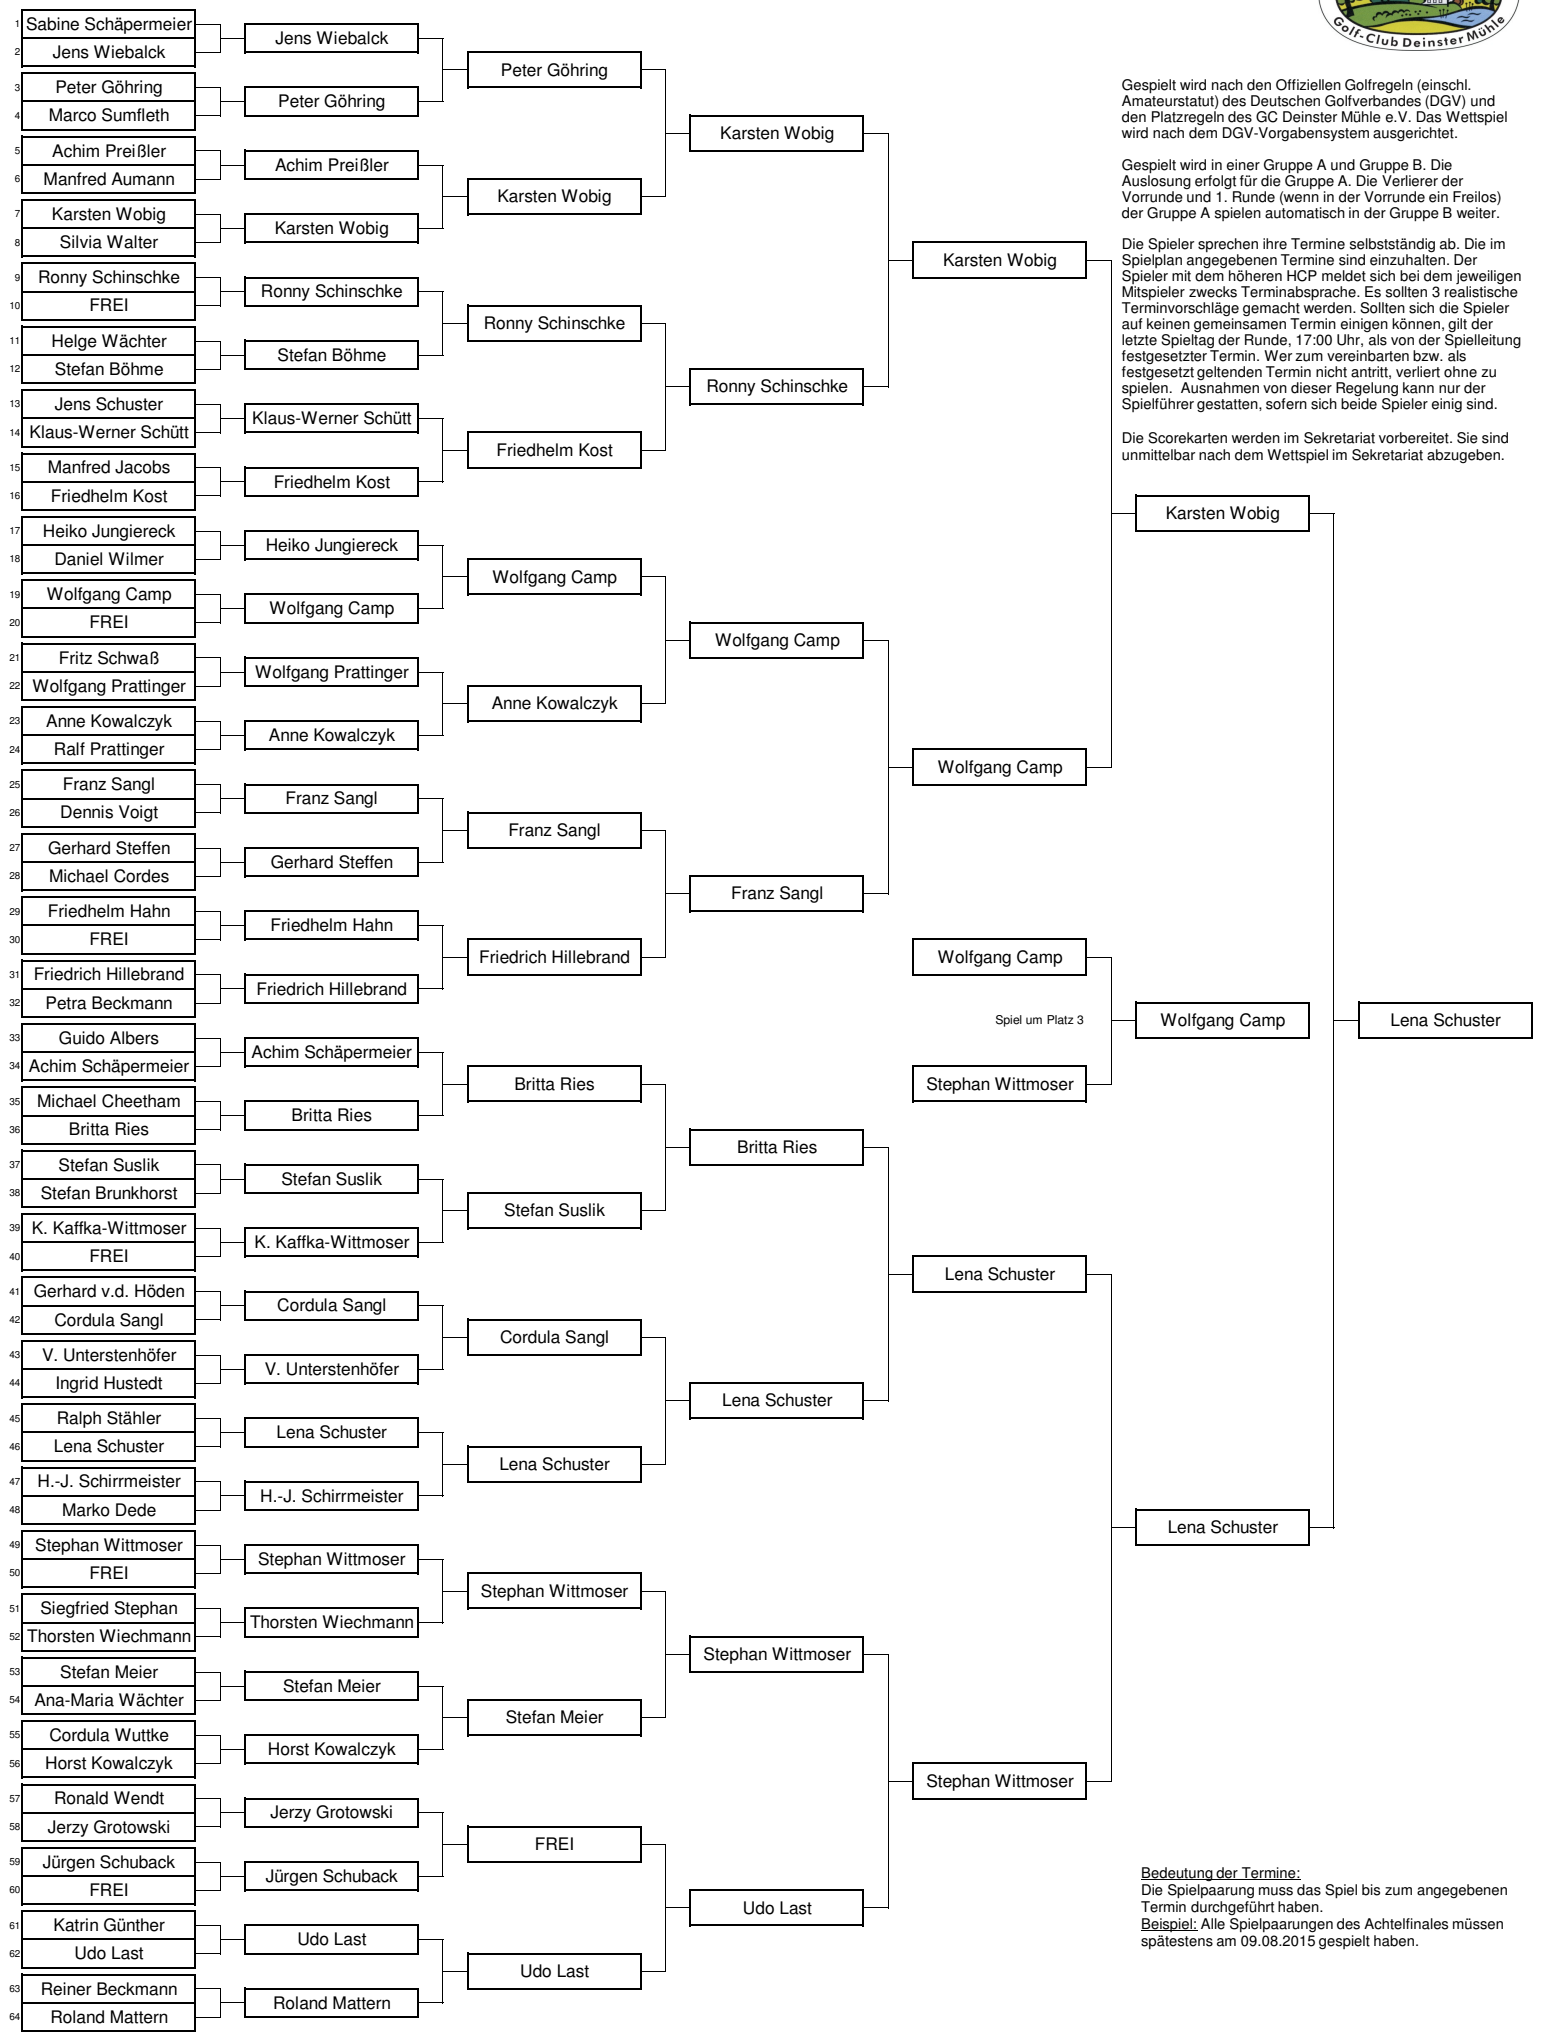 Golf-Club Deinster Mühle
Gespielt wird nach den Offiziellen Golfregeln (einschl.
Amateurstatut) des Deutschen Golfverbandes (DGV) und
den Platzregeln des GC Deinster Mühle e.V. Das Wettspiel
wird nach dem DGV-Vorgabensystem ausgerichtet.
Gespielt wird in einer Gruppe A und Gruppe B. Die
Auslosung erfolgt für die Gruppe A. Die Verlierer der
Vorrunde und 1. Runde (wenn in der Vorrunde ein Freilos)
der Gruppe A spielen automatisch in der Gruppe B weiter.
Die Spieler sprechen ihre Termine selbstständig ab. Die im
Spielplan angegebenen Termine sind einzuhalten. Der
Spieler mit dem höheren HCP meldet sich bei dem jeweiligen
Mitspieler zwecks Terminabsprache. Es sollten 3 realistische
Terminvorschläge gemacht werden. Sollten sich die Spieler
auf keinen gemeinsamen Termin einigen können, gilt der
letzte Spieltag der Runde, 17:00 Uhr, als von der Spielleitung
festgesetzter Termin. Wer zum vereinbarten bzw. als
festgesetzt geltenden Termin nicht antritt, verliert ohne zu
spielen.  Ausnahmen von dieser Regelung kann nur der
Spielführer gestatten, sofern sich beide Spieler einig sind.
Die Scorekarten werden im Sekretariat vorbereitet. Sie sind
unmittelbar nach dem Wettspiel im Sekretariat abzugeben.
1 Sabine Schäpermeier
2 Jens Wiebalck
3 Peter Göhring
4 Marco Sumfleth
5 Achim Preißler
6 Manfred Aumann
7 Karsten Wobig
8 Silvia Walter
9 Ronny Schinschke
10 FREI
11 Helge Wächter
12 Stefan Böhme
13 Jens Schuster
14 Klaus-Werner Schütt
15 Manfred Jacobs
16 Friedhelm Kost
17 Heiko Jungiereck
18 Daniel Wilmer
19 Wolfgang Camp
20 FREI
21 Fritz Schwaß
22 Wolfgang Prattinger
23 Anne Kowalczyk
24 Ralf Prattinger
25 Franz Sangl
26 Dennis Voigt
27 Gerhard Steffen
28 Michael Cordes
29 Friedhelm Hahn
30 FREI
31 Friedrich Hillebrand
32 Petra Beckmann
33 Guido Albers
34 Achim Schäpermeier
35 Michael Cheetham
36 Britta Ries
37 Stefan Suslik
38 Stefan Brunkhorst
39 K. Kaffka-Wittmoser
40 FREI
41 Gerhard v.d. Höden
42 Cordula Sangl
43 V. Unterstenhöfer
44 Ingrid Hustedt
45 Ralph Stähler
46 Lena Schuster
47 H.-J. Schirrmeister
48 Marko Dede
49 Stephan Wittmoser
50 FREI
51 Siegfried Stephan
52 Thorsten Wiechmann
53 Stefan Meier
54 Ana-Maria Wächter
55 Cordula Wuttke
56 Horst Kowalczyk
57 Ronald Wendt
58 Jerzy Grotowski
59 Jürgen Schuback
60 FREI
61 Katrin Günther
62 Udo Last
63 Reiner Beckmann
64 Roland Mattern
Jens Wiebalck
Peter Göhring
Achim Preißler
Karsten Wobig
Ronny Schinschke
Stefan Böhme
Klaus-Werner Schütt
Friedhelm Kost
Heiko Jungiereck
Wolfgang Camp
Wolfgang Prattinger
Anne Kowalczyk
Franz Sangl
Gerhard Steffen
Friedhelm Hahn
Friedrich Hillebrand
Achim Schäpermeier
Britta Ries
Stefan Suslik
K. Kaffka-Wittmoser
Cordula Sangl
V. Unterstenhöfer
Lena Schuster
H.-J. Schirrmeister
Stephan Wittmoser
Thorsten Wiechmann
Stefan Meier
Horst Kowalczyk
Jerzy Grotowski
Jürgen Schuback
Udo Last
Roland Mattern
Peter Göhring
Karsten Wobig
Ronny Schinschke
Friedhelm Kost
Wolfgang Camp
Anne Kowalczyk
Franz Sangl
Friedrich Hillebrand
Britta Ries
Stefan Suslik
Cordula Sangl
Lena Schuster
Stephan Wittmoser
Stefan Meier
FREI
Udo Last
Karsten Wobig
Ronny Schinschke
Wolfgang Camp
Franz Sangl
Britta Ries
Lena Schuster
Stephan Wittmoser
Udo Last
Karsten Wobig
Wolfgang Camp
Wolfgang Camp
Spiel um Platz 3
Stephan Wittmoser
Lena Schuster
Stephan Wittmoser
Karsten Wobig
Wolfgang Camp
Lena Schuster
Lena Schuster
Bedeutung der Termine:
Die Spielpaarung muss das Spiel bis zum angegebenen
Termin durchgeführt haben.
Beispiel: Alle Spielpaarungen des Achtelfinales müssen
spätestens am 09.08.2015 gespielt haben.